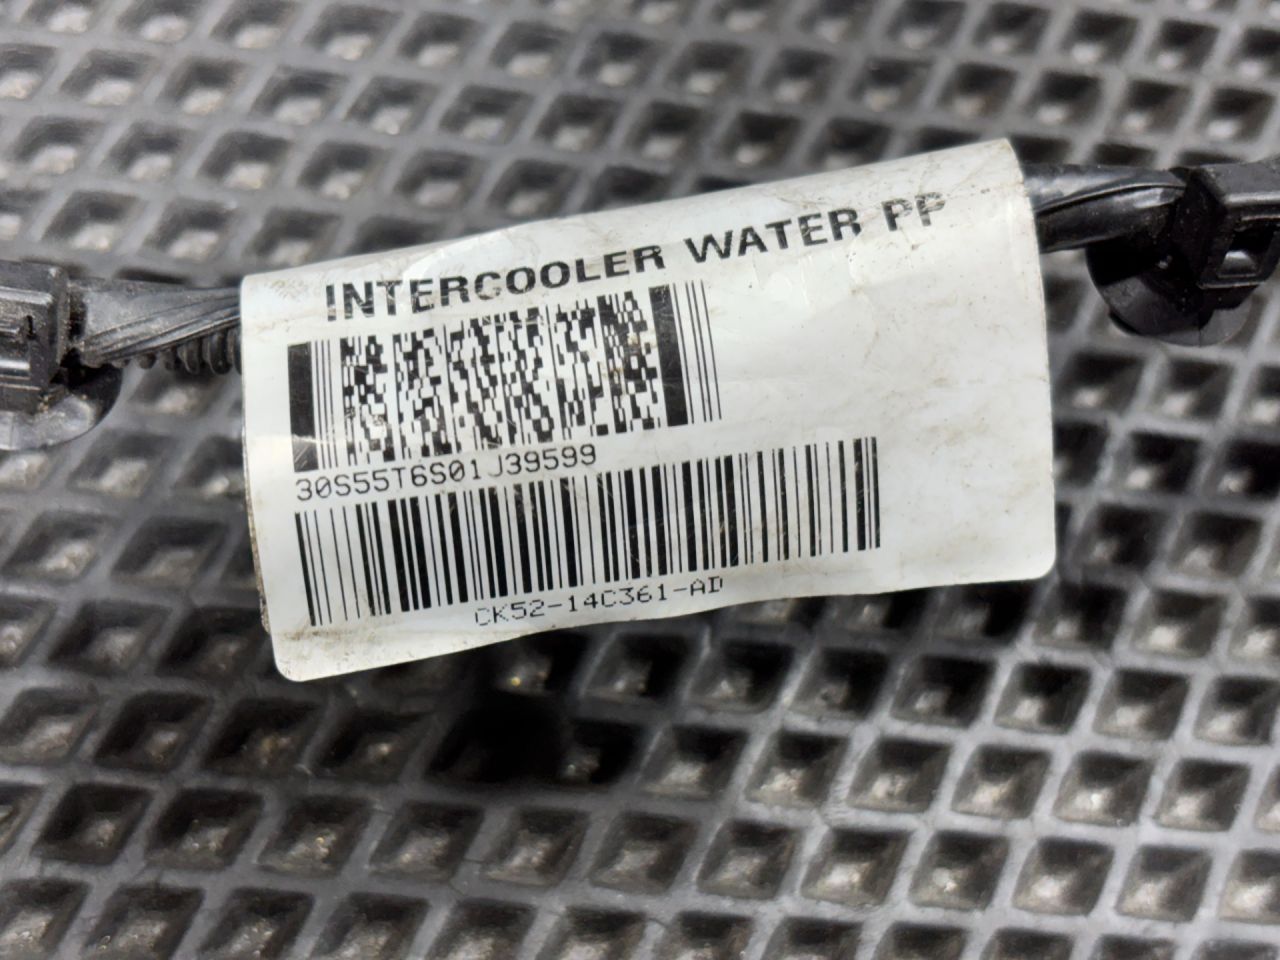 INTERCOOLER WATER PP
30S55T6S01J39599
CK52-14C361-AD